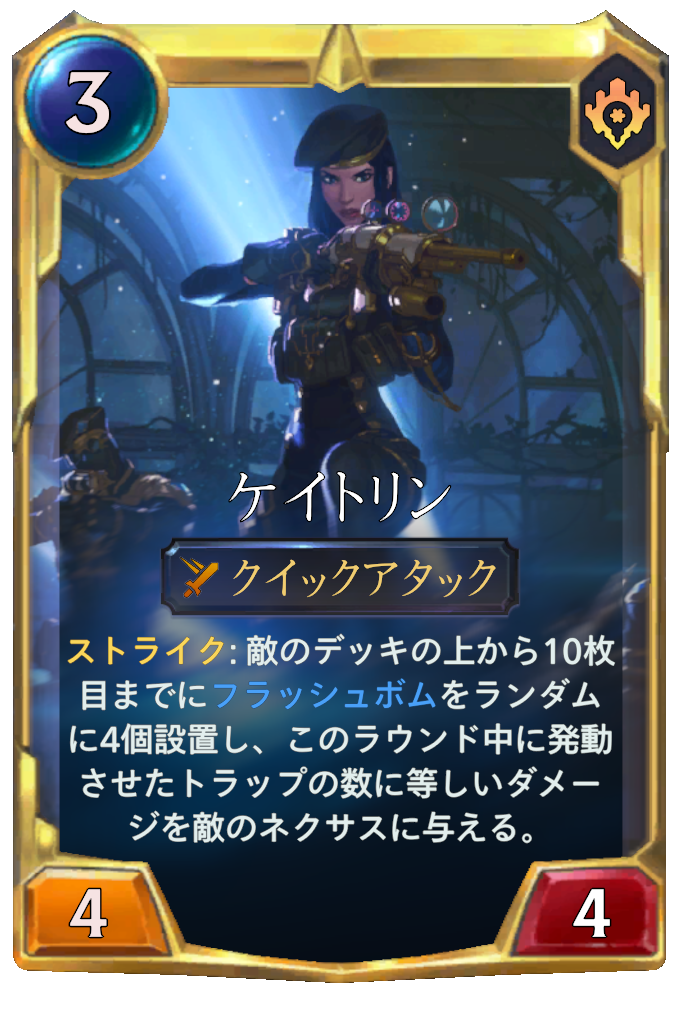 3
ケイトリン
クイックアタック
ストライク: 敵のデッキの上から10枚
目までにフラッシュボムをランダム
に4個設置し、このラウンド中に発動
させたトラップの数に等しいダメー
ジを敵のネクサスに与える。
4
4